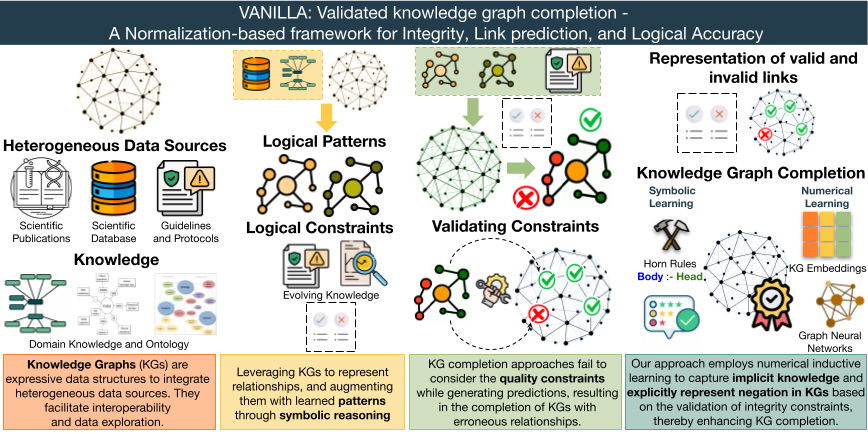 VANILLA: Validated knowledge graph completion -
A Normalization-based framework for Integrity, Link prediction, and Logical Accuracy
Heterogeneous Data Sources
Scientific
Publications
Scientific
Database
Guidelines
and Protocols
Knowledge
Domain Knowledge and Ontology
Knowledge Graphs (KGs) are
expressive data structures to integrate
heterogeneous data sources. They
facilitate interoperability
and data exploration.
Logical Patterns
Logical Constraints
Evolving Knowledge
Leveraging KGs to represent
relationships, and augmenting
them with learned patterns
through symbolic reasoning
Validating Constraints
KG completion approaches fail to
consider the quality constraints
while generating predictions, resulting
in the completion of KGs with
erroneous relationships.
Representation of valid and
invalid links
Knowledge Graph Completion
Symbolic
Learning
Horn Rules
Body :- Head.
Numerical
Learning
KG Embeddings
Graph Neural
Networks
Our approach employs numerical inductive
learning to capture implicit knowledge and
explicitly represent negation in KGs based
on the validation of integrity constraints,
thereby enhancing KG completion.